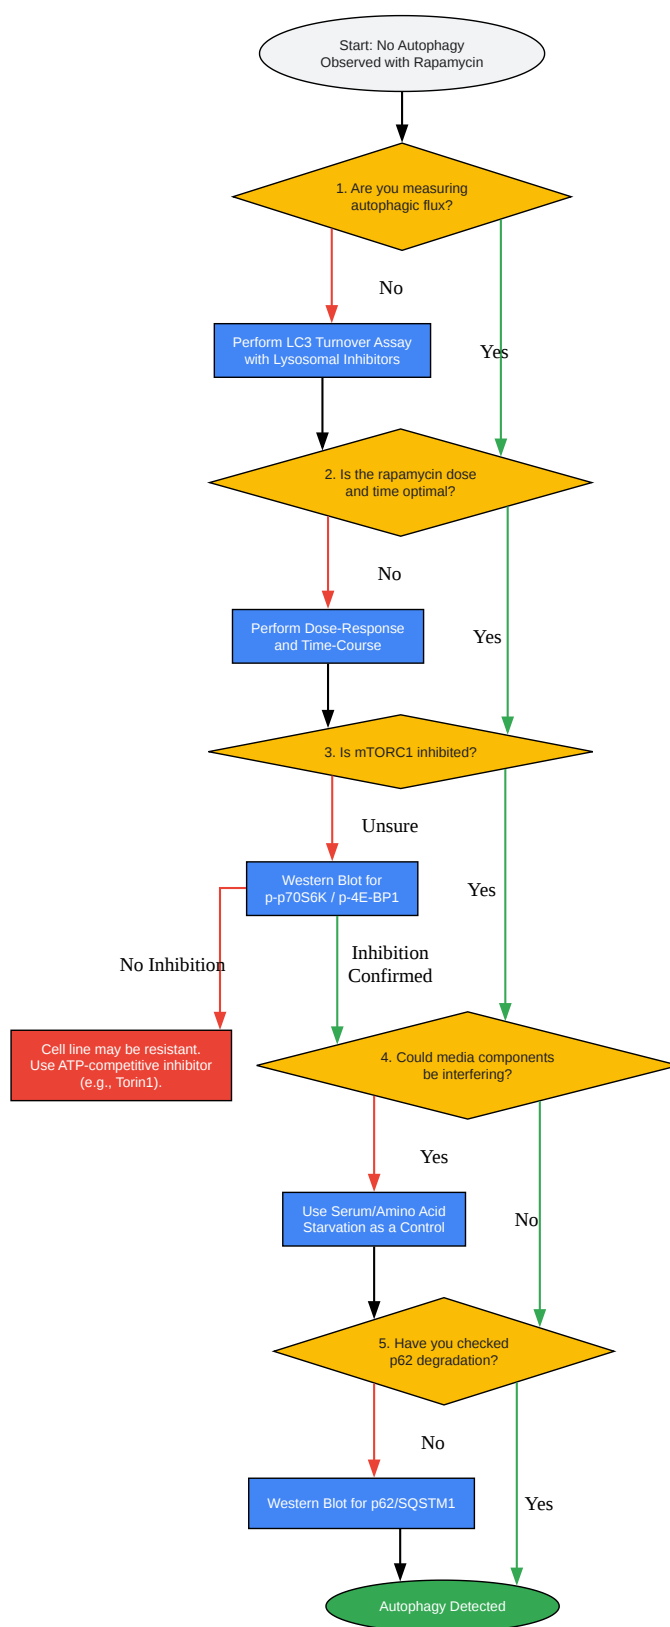 Start: No Autophagy
Observed with Rapamycin
1. Are you measuring
autophagic flux?
No
Perform LC3 Turnover Assay
with Lysosomal Inhibitors
Yes
2. Is the rapamycin dose
and time optimal?
No
Perform Dose-Response
and Time-Course
Yes
3. Is mTORC1 inhibited?
Unsure
Western Blot for
p-p70S6K / p-4E-BP1
Yes
No Inhibition
Inhibition
Confirmed
Cell line may be resistant.
Use ATP-competitive inhibitor
(e.g., Torin1).
4. Could media components
be interfering?
Yes
Use Serum/Amino Acid
Starvation as a Control
No
5. Have you checked
p62 degradation?
No
Western Blot for p62/SQSTM1
Yes
Autophagy Detected